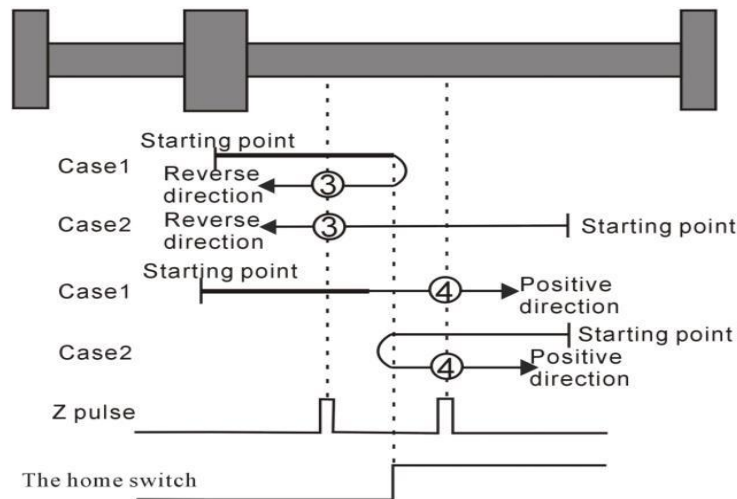 Starting point
Case1
Reverse
direction
③
Case2
Reverse
direction
③
Starting point
Starting point
Case1
④
Positive
direction
Starting point
Case2
④
Positive
direction
Z pulse
The home switch